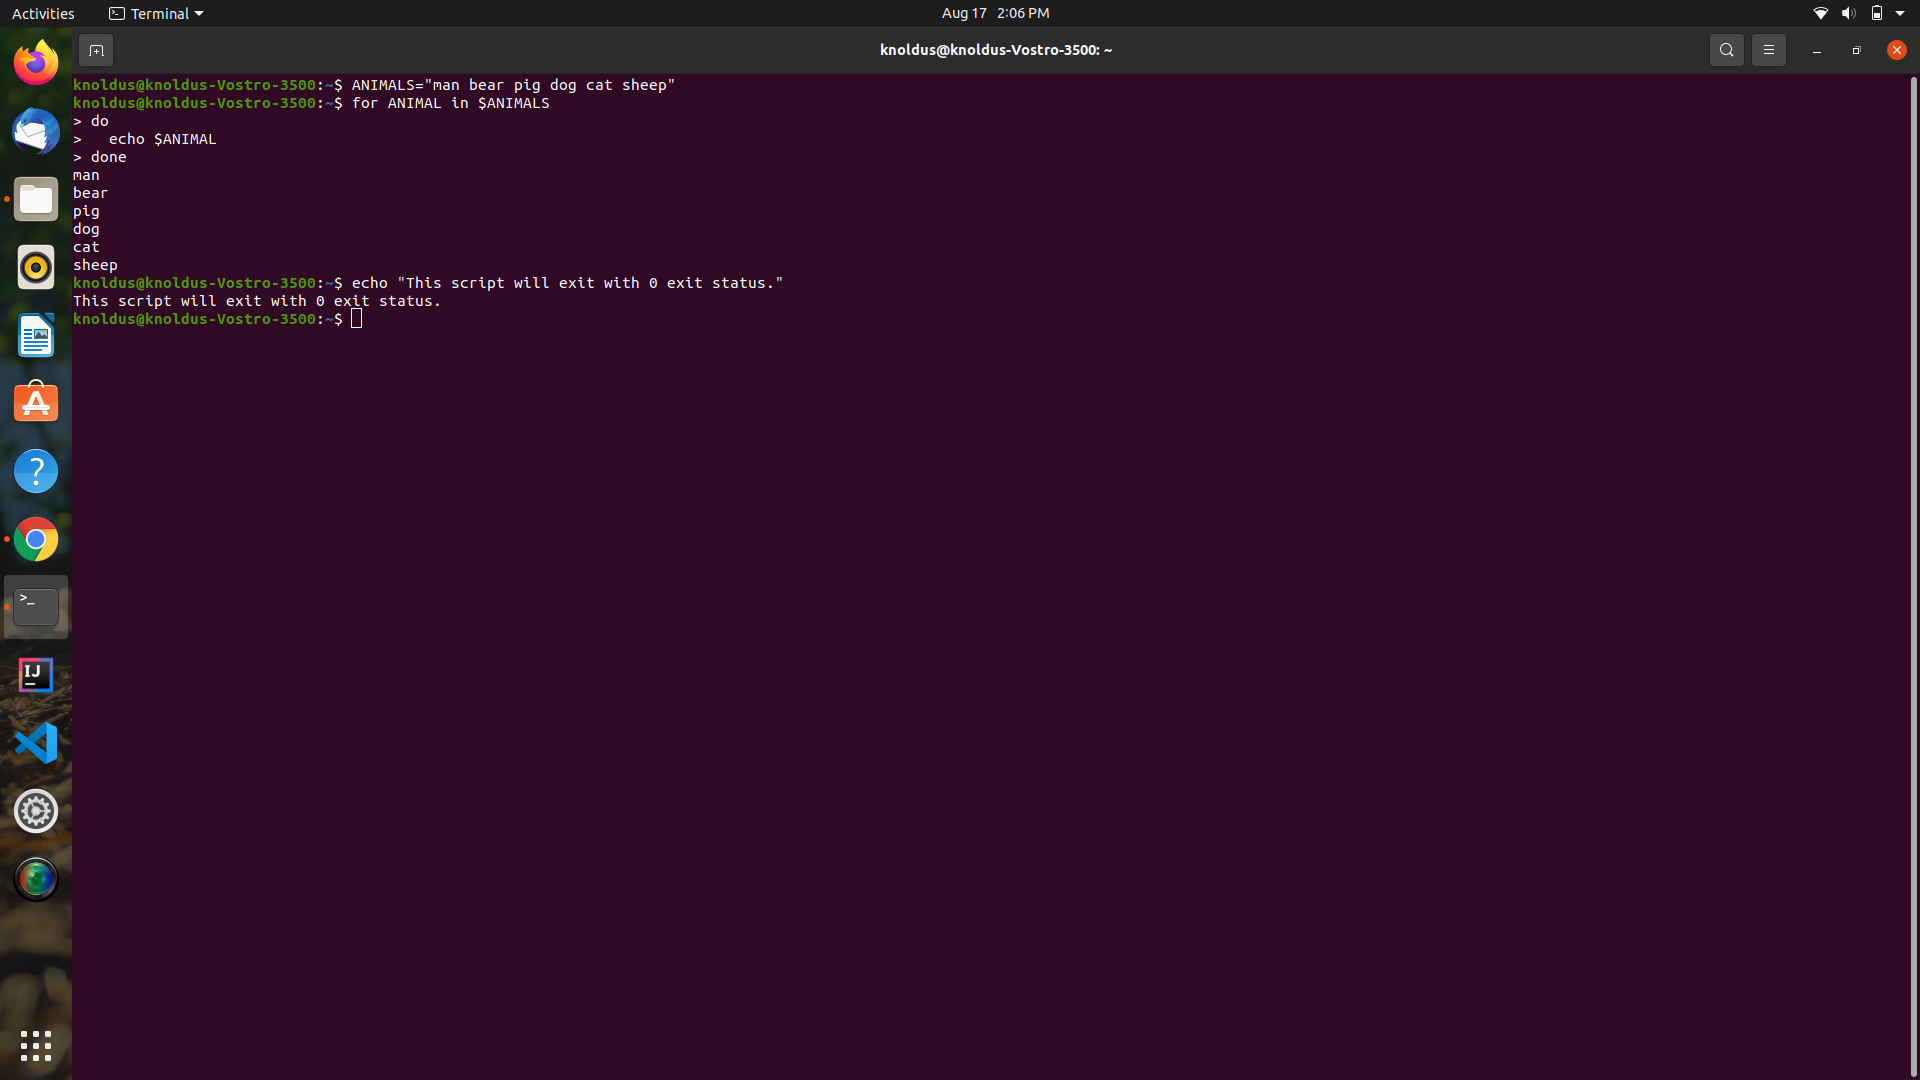 Activities
Terminal
Aug 17 2:06 PM
knoldus@knoldus-Vostro-3500: ~
knoldus@knoldus-Vostro-3500:~$ ANIMALS="man bear pig dog cat sheep"
knoldus@knoldus-Vostro-3500:~$ for ANIMAL in $ANIMALS
> do
>   echo $ANIMAL
> done
man
bear
pig
dog
cat
sheep
knoldus@knoldus-Vostro-3500:~$ echo "This script will exit with 0 exit status."
This script will exit with 0 exit status.
knoldus@knoldus-Vostro-3500:~$
?
>_
IJ